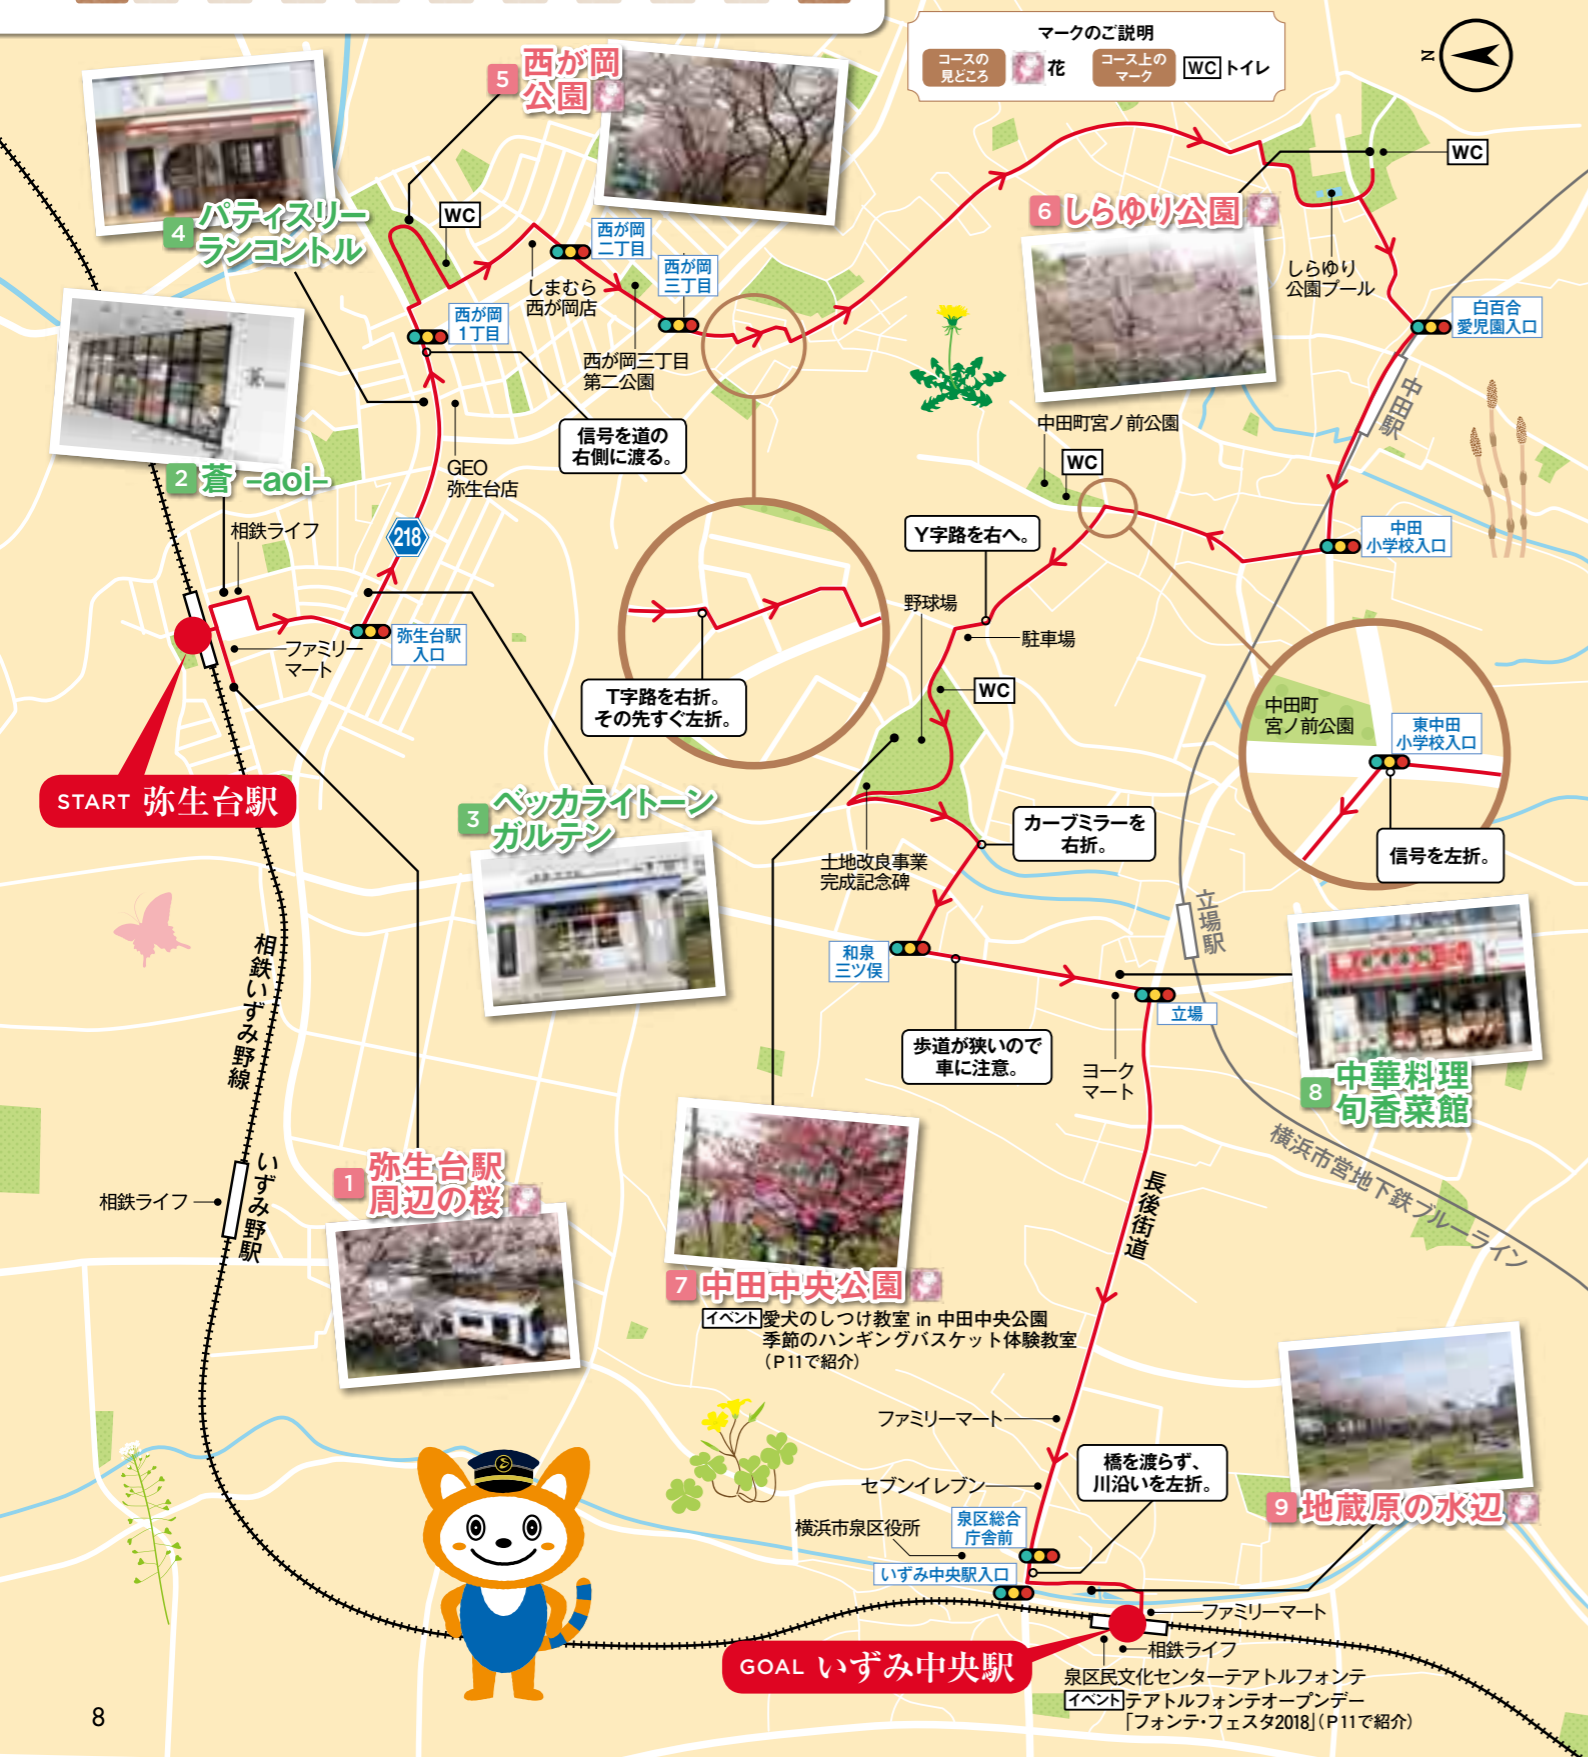 マークのご説明
コースの
見どころ
花
コース上の
マーク
WC トイレ
N
5 西が岡
公園
4 パティスリー
ランコントル
WC
西が岡
二丁目
西が岡
三丁目
しまむら
西が岡店
西が岡
1丁目
西が岡三丁目
第二公園
信号を道の
右側に渡る。
GEO
弥生台店
2 蒼 -aoi-
相鉄ライフ
218
弥生台駅
入口
ファミリー
マート
START 弥生台駅
T字路を右折。
その先すぐ左折。
3 ベッカライトーン
ガルテン
6 しらゆり公園
WC
しらゆり
公園プール
白百合
愛児園入口
中田駅
中田町宮ノ前公園
WC
中田
小学校入口
Y字路を右へ。
野球場
駐車場
WC
中田町
宮ノ前公園
東中田
小学校入口
信号を左折。
カーブミラーを
右折。
土地改良事業
完成記念碑
立場駅
和泉
三ツ俣
立場
歩道が狭いので
車に注意。
ヨーク
マート
8 中華料理
旬香菜館
横浜市営地下鉄ブルーライン
相鉄いずみ野線
いずみ野駅
相鉄ライフ
1 弥生台駅
周辺の桜
長後街道
7 中田中央公園
イベント 愛犬のしつけ教室 in 中田中央公園
季節のハンギングバスケット体験教室
(P11で紹介)
ファミリーマート
セブンイレブン
橋を渡らず、
川沿いを左折。
9 地蔵原の水辺
横浜市泉区役所
泉区総合
庁舎前
いずみ中央駅入口
ファミリーマート
相鉄ライフ
GOAL いずみ中央駅
泉区民文化センターテアトルフォンテ
イベント テアトルフォンテオープンデー
「フォンテ・フェスタ2018」(P11で紹介)
8